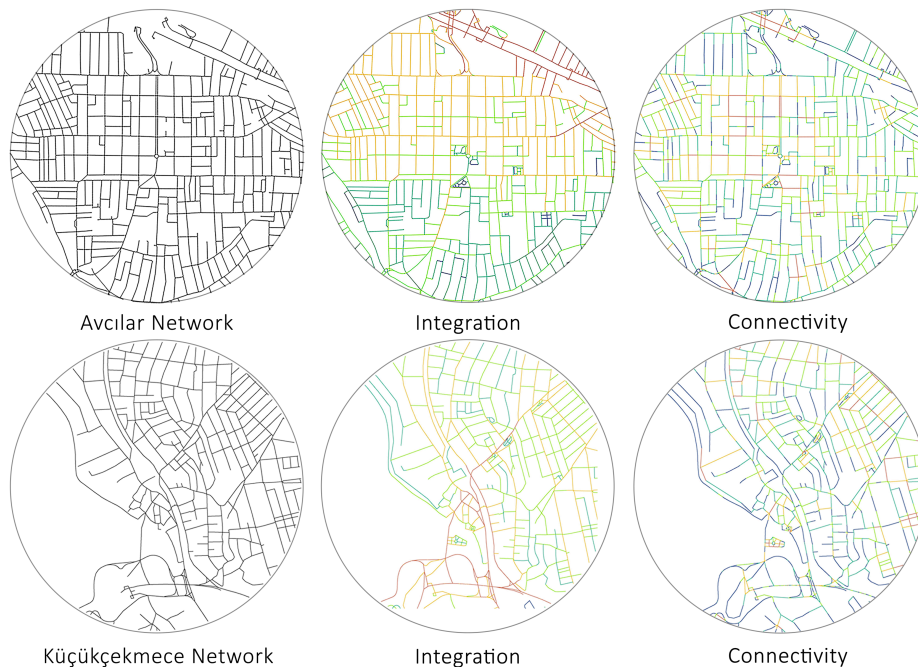 Avcılar Network
Integration
Connectivity
Küçükçekmece Network
Integration
Connectivity